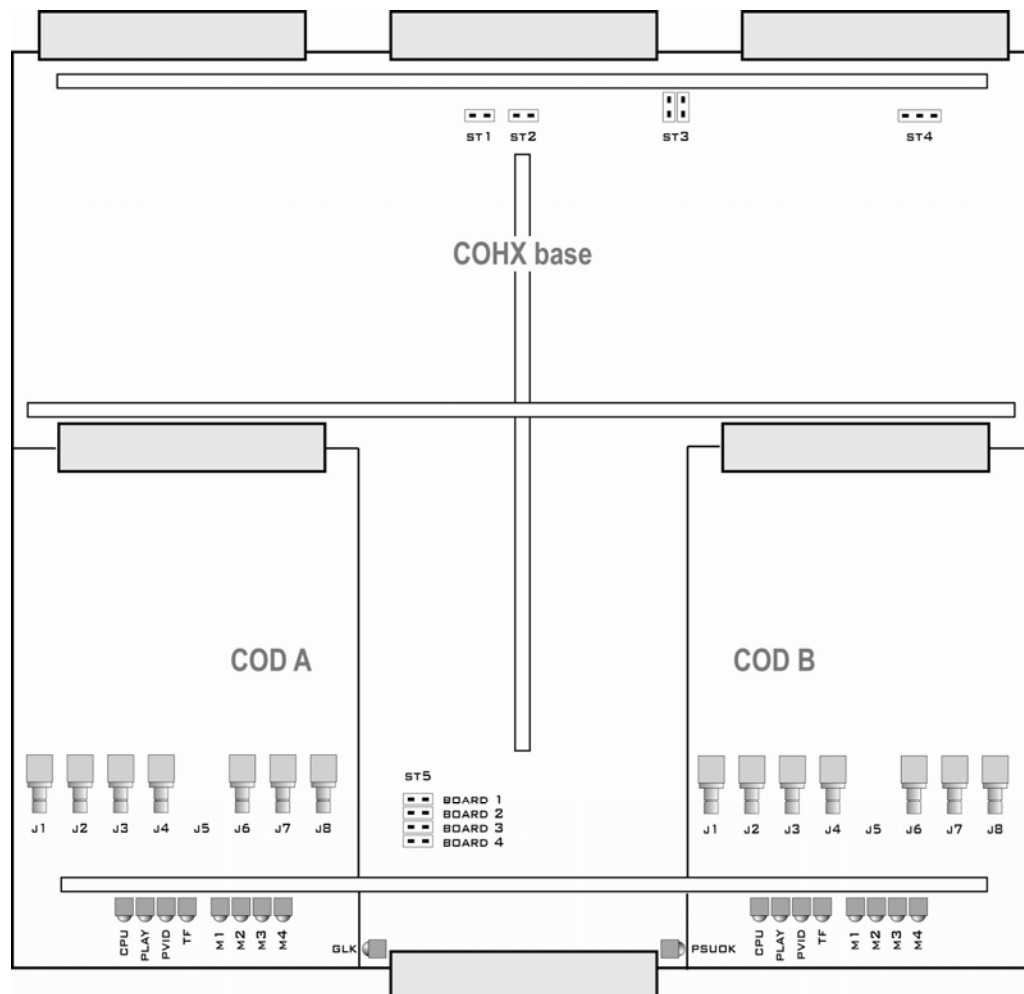 ST1 ST2 ST3 ST4
COHX base
COD A COD B
J1 J2 J3 J4 J5 J6 J7 J8
ST5
BOARD 1
BOARD 2
BOARD 3
BOARD 4
J1 J2 J3 J4 J5 J6 J7 J8
CPU PLAY PVID TF M1 M2 M3 M4
GLK PSUOK
CPU PLAY PVID TF M1 M2 M3 M4